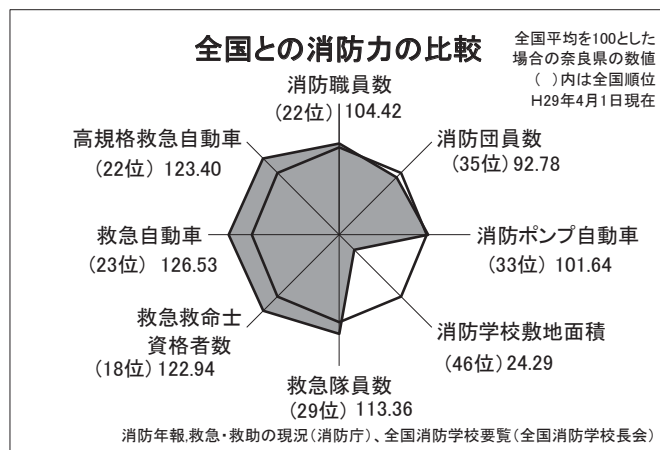 全国との消防力の比較
全国平均を100とした
場合の奈良県の数値
(　)内は全国順位
H29年4月1日現在
消防職員数
(22位) 104.42
消防団員数
(35位) 92.78
消防ポンプ自動車
(33位) 101.64
消防学校敷地面積
(46位) 24.29
救急隊員数
(29位) 113.36
救急救命士
資格者数
(18位) 122.94
救急自動車
(23位) 126.53
高規格救急自動車
(22位) 123.40
消防年報,救急・救助の現況(消防庁)、全国消防学校要覧(全国消防学校長会)